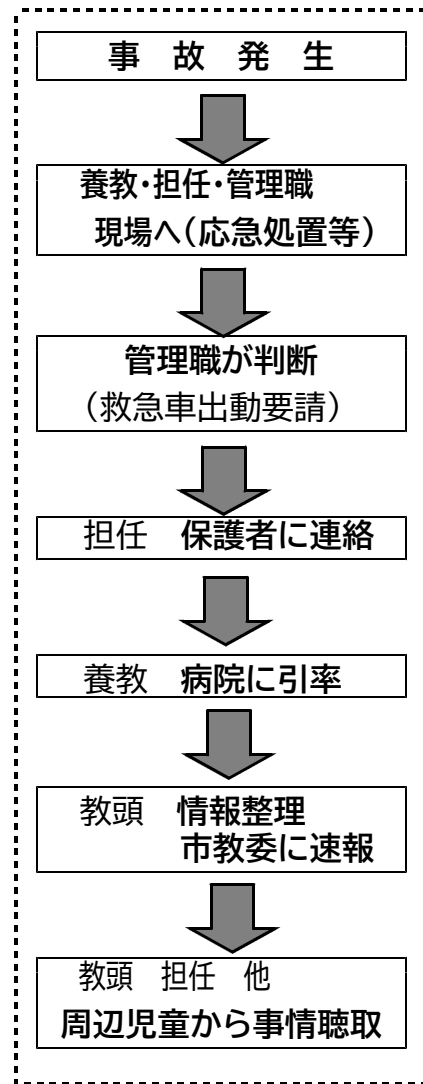 事　故　発　生
養教・担任・管理職
現場へ（応急処置等）
管理職が判断
（救急車出動要請）
担任　保護者に連絡
養教　病院に引率
教頭　情報整理
市教委に速報
教頭　担任　他
周辺児童から事情聴取